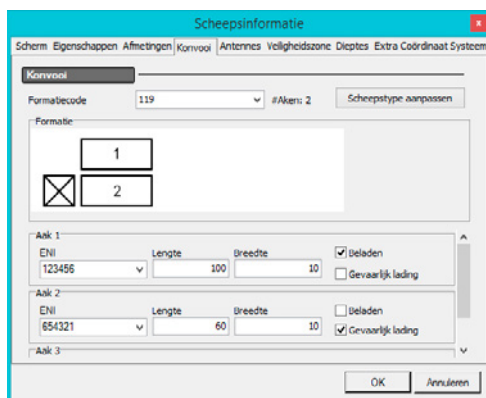 Scheepsinformatie
x
Scherm Eigenschappen Afmetingen Konvooi Antennes Veiligheidszone Dieptes Extra Coördinaat Systeem
Konvooi
Formatiecode 119 #Aken: 2 Scheepstype aanpassen
Formatie
1
2
Aak 1
ENI Lengte Breedte Beladen
123456 100 10 Gevaarlijk lading
Aak 2
ENI Lengte Breedte Beladen
654321 60 10 Gevaarlijk lading
Aak 3
OK Annuleren